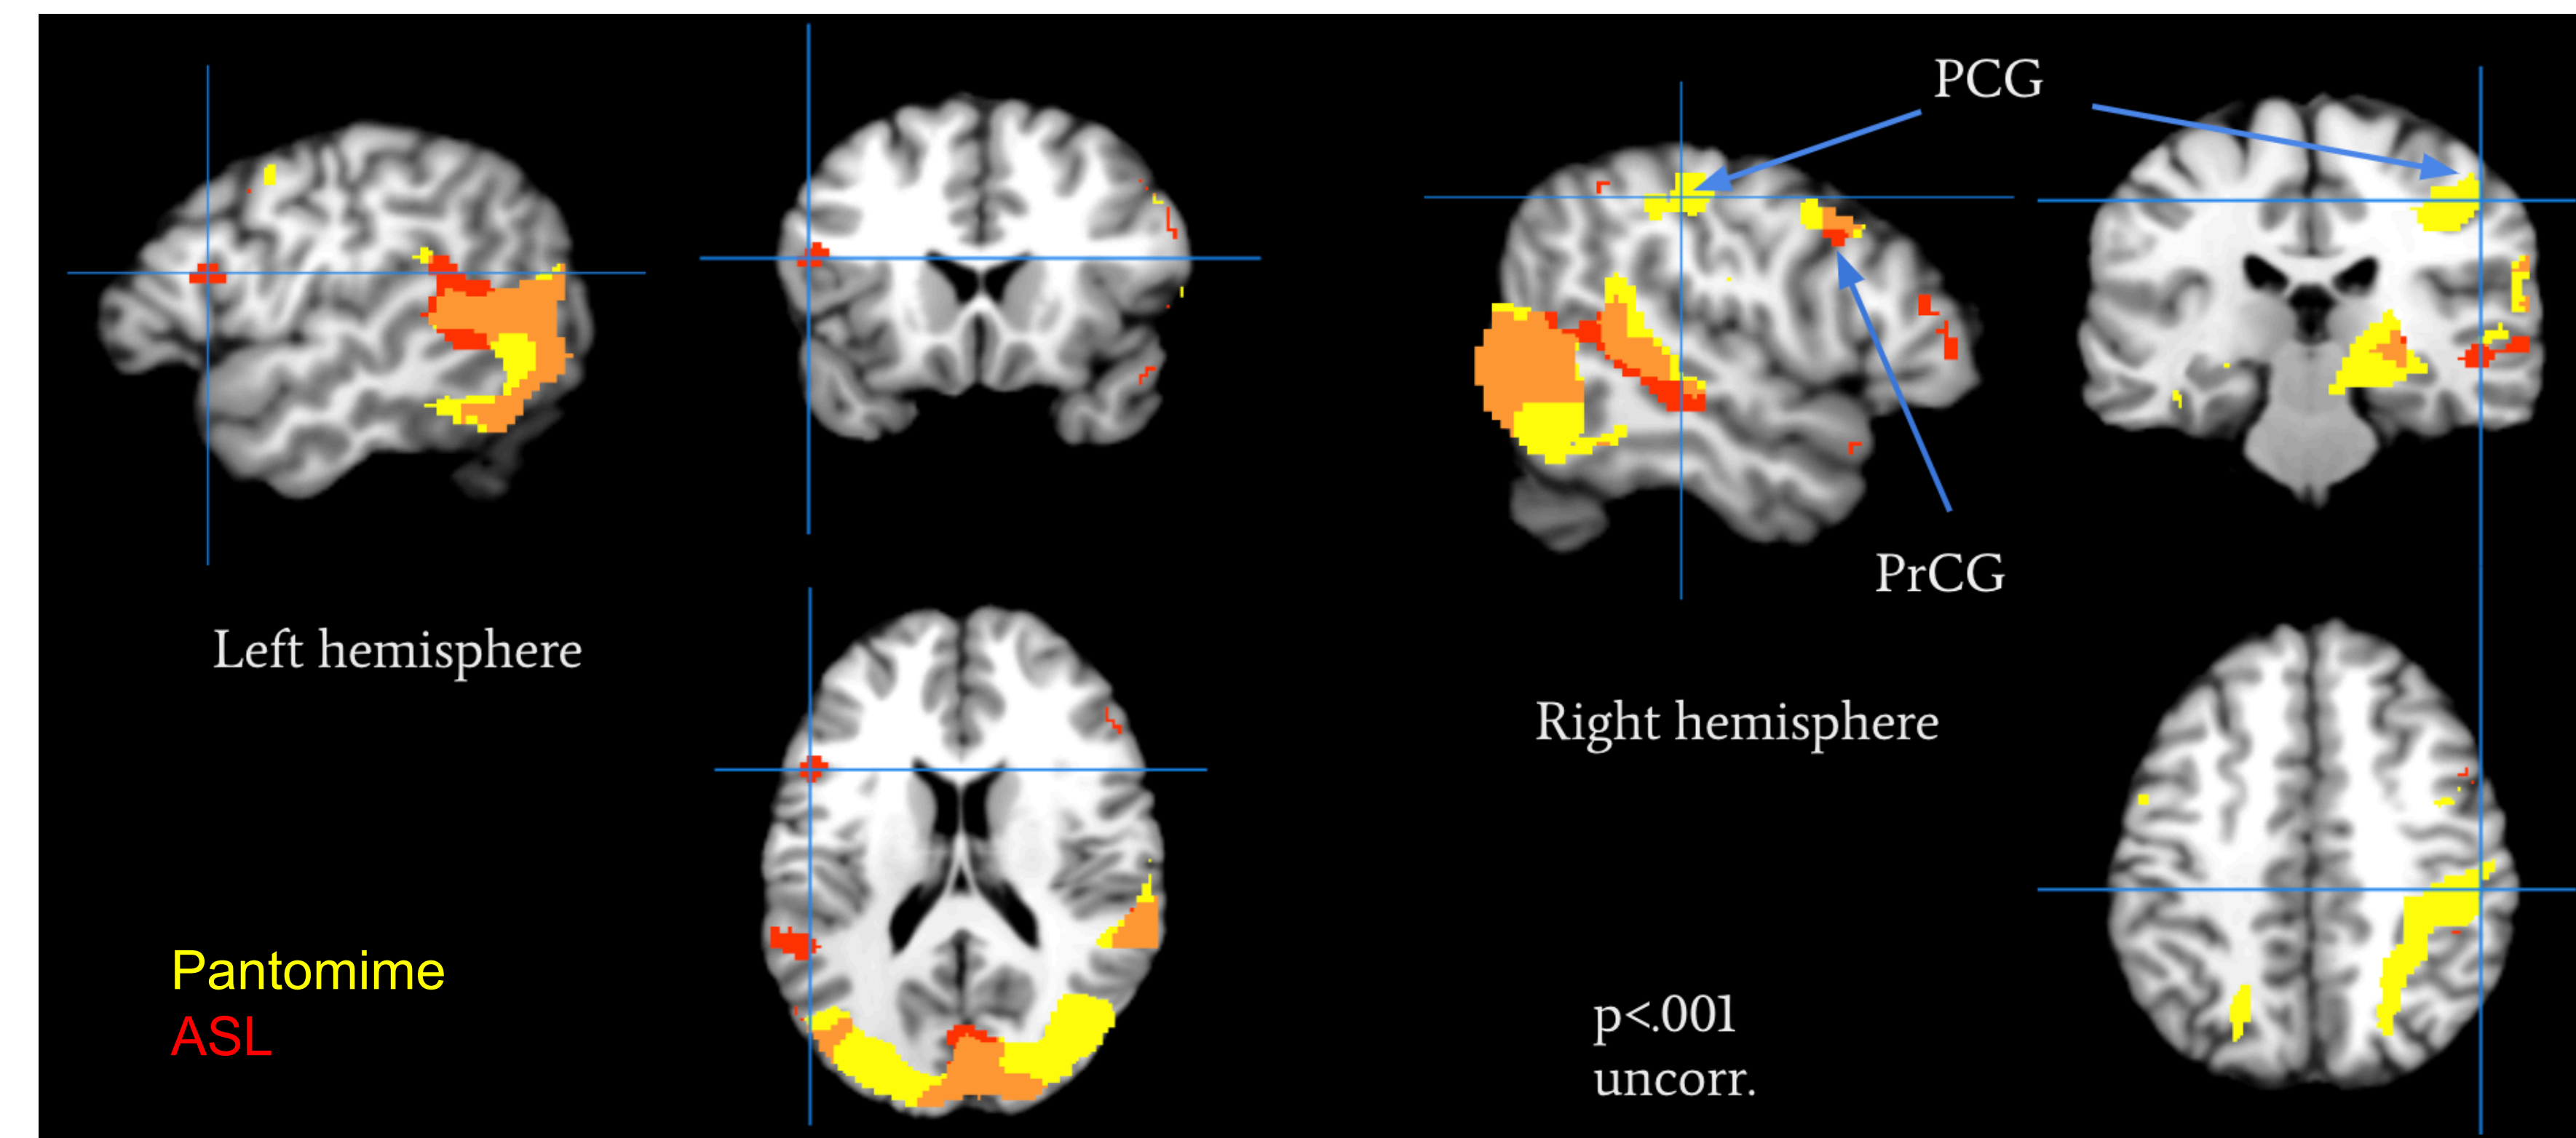 PCG
PrCG
Left hemisphere
Right hemisphere
Pantomime
ASL
p<.001
uncorr.